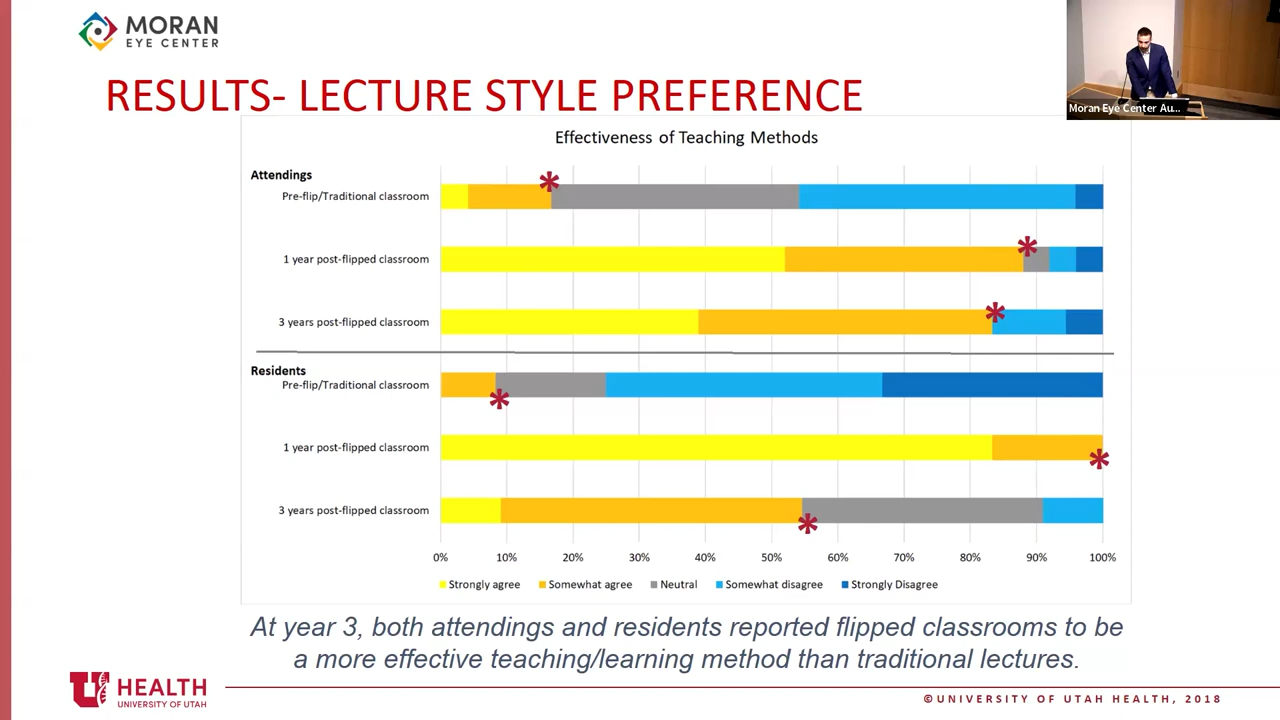 MORAN
EYE CENTER
RESULTS- LECTURE STYLE PREFERENCE
Moran Eye Center Au...
Effectiveness of Teaching Methods
Attendings
Pre-flip/Traditional classroom
1 year post-flipped classroom
3 years post-flipped classroom
Residents
Pre-flip/Traditional classroom
1 year post-flipped classroom
3 years post-flipped classroom
0% 10% 20% 30% 40% 50% 60% 70% 80% 90% 100%
Strongly agree Somewhat agree Neutral Somewhat disagree Strongly Disagree
At year 3, both attendings and residents reported flipped classrooms to be
a more effective teaching/learning method than traditional lectures.
U HEALTH
UNIVERSITY OF UTAH
©UNIVERSITY OF UTAH HEALTH, 2018